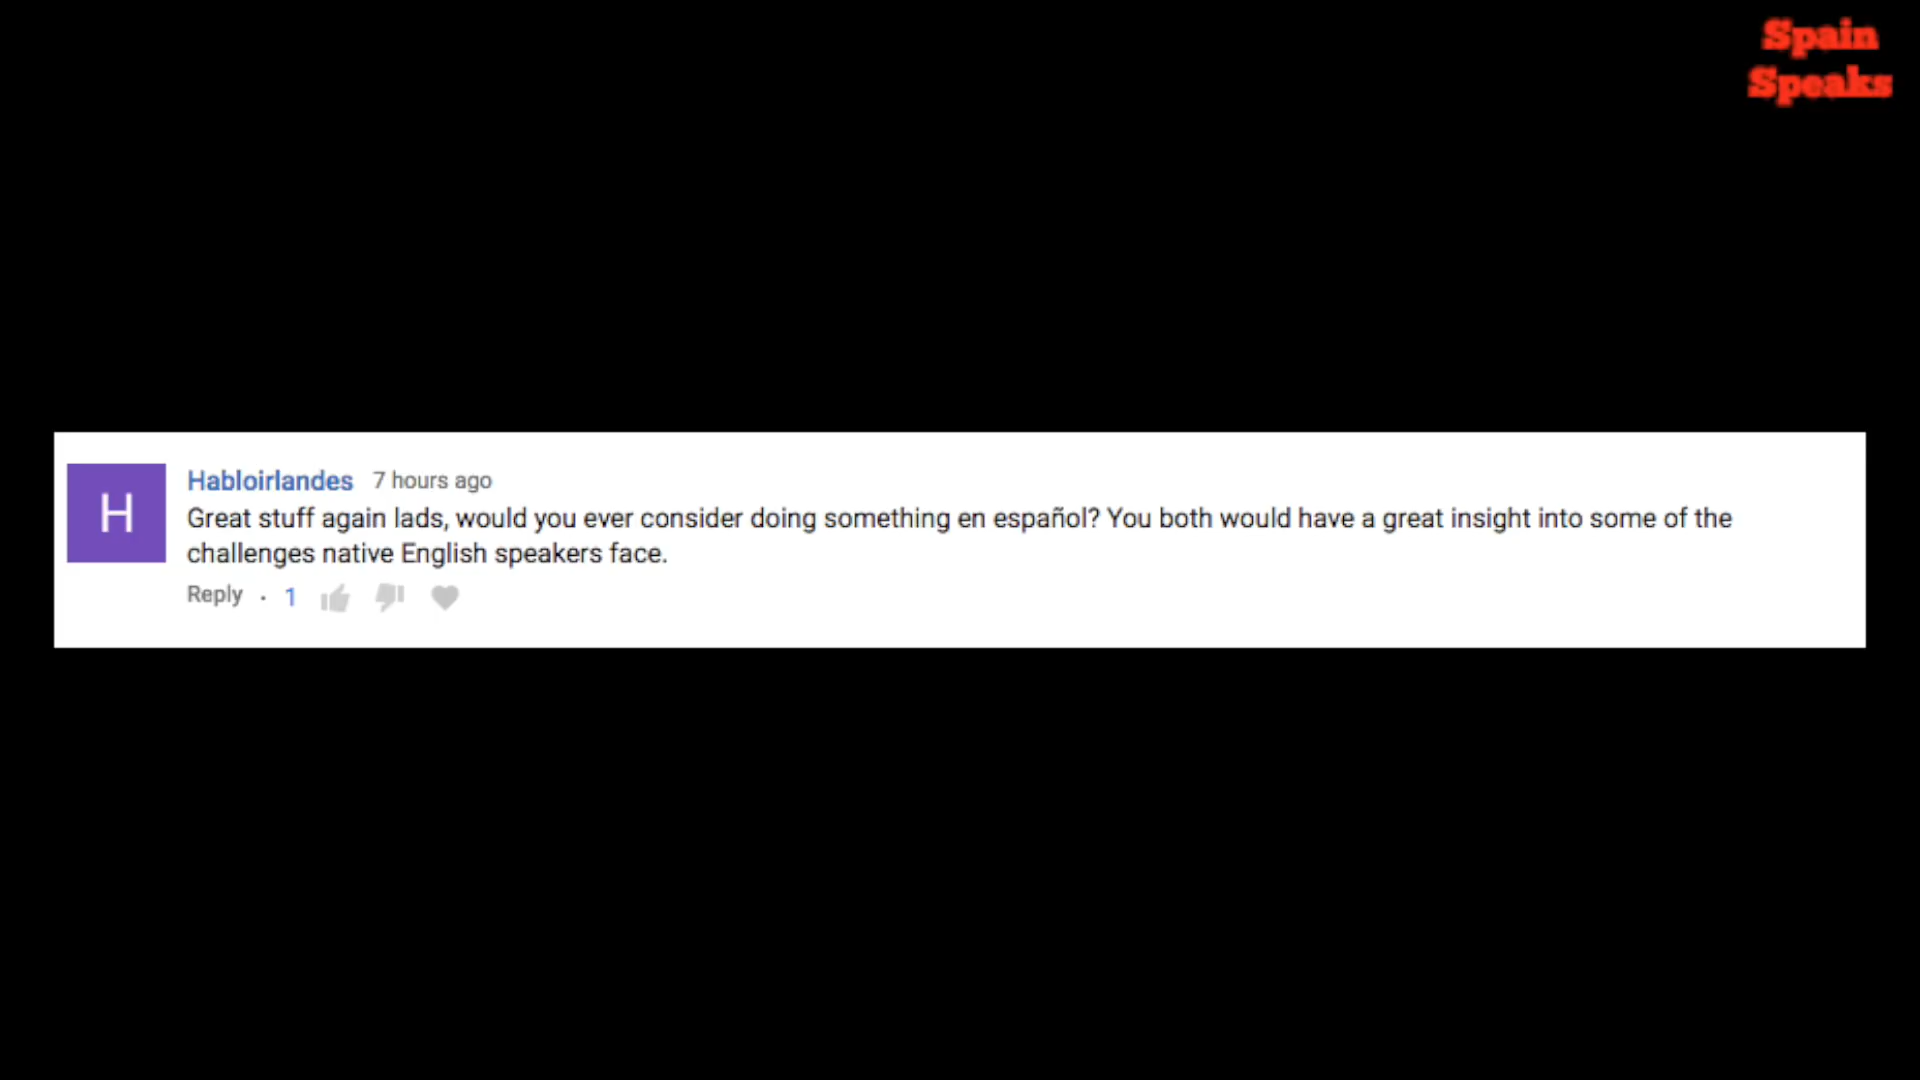 Spain
Speaks
H
Habloirlandes 7 hours ago
Great stuff again lads, would you ever consider doing something en español? You both would have a great insight into some of the
challenges native English speakers face.
Reply · 1